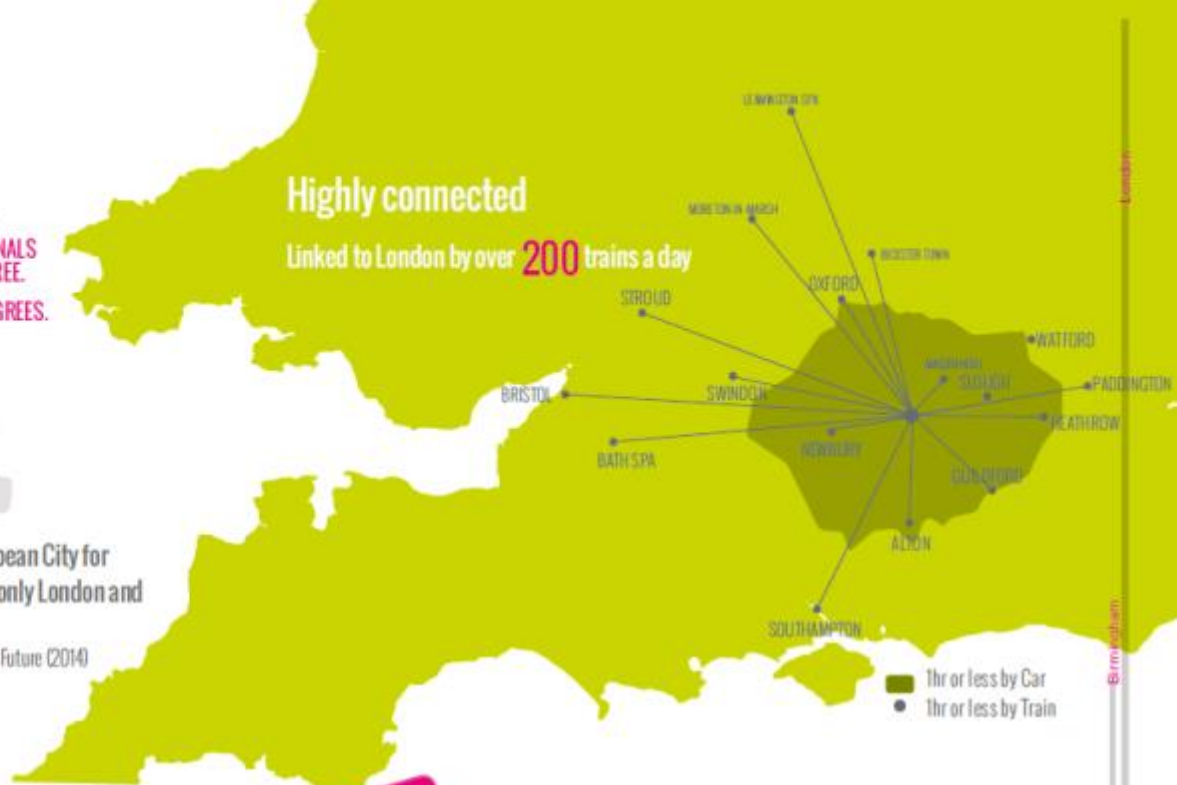 LEAMINGTON SPA
Highly connected
MORETON IN MARCH
Linked to London by over 200 trains a day
BICESTER TOWN
OXFORD
STROUD
WATFORD
SLOUGH
PADDINGTON
SWINDON
BRISTOL
HEATHROW
NEWBURY
BATH SPA
GUILDFORD
ALTON
SOUTHAMPTON
1hr or less by Car
1hr or less by Train
London
Birmingham
NALS
REE.
GREES.
pean City for
only London and
Future (2014)